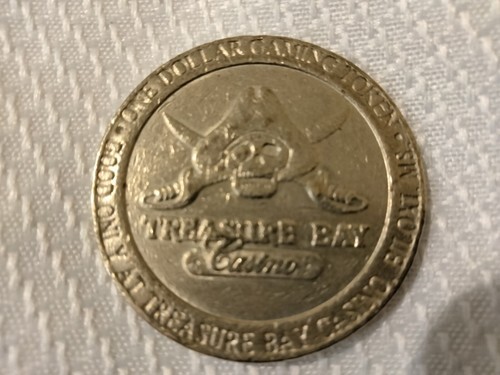 ONE DOLLAR GAMING TOKEN • BILOXI, MS.
GOOD ONLY AT TREASURE BAY CASINO
TREASURE BAY
Casino